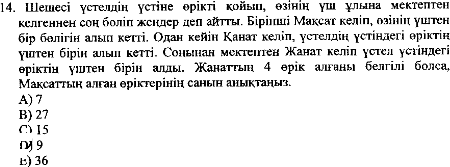 14. Шешесі үстелдің үстіне өрікті қойып, өзінің үш ұлына мектептен
келгеннен соң бөліп жеңдер деп айтты. Бірінші Мақсат келіп, өзінің үштен
бір бөлігін алып кетті. Одан кейін Қанат келіп, үстелдің үстіндегі өріктің
үштен бірін алып кетті. Соңынан мектептен Жанат келіп үстел үстіндегі
өріктің үштен бірін алды. Жанаттың 4 өрік алғаны белгілі болса,
Мақсаттың алған өріктерінің санын анықтаңыз.
A) 7
B) 27
C) 15
D) 9
E) 36